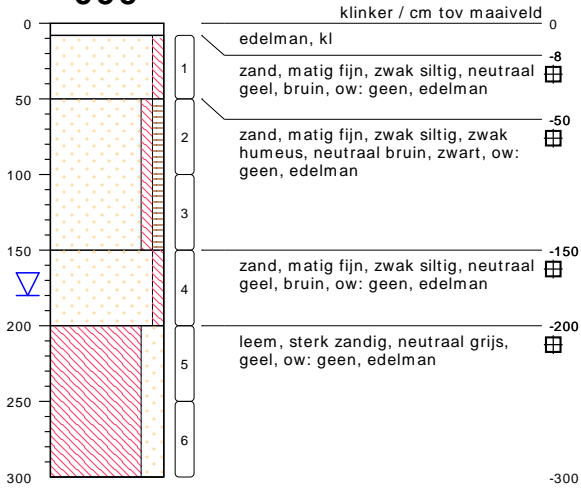 klinker / cm tov maaiveld
0
0
edelman, kl
-8
1
zand, matig fijn, zwak siltig, neutraal
geel, bruin, ow: geen, edelman
50
-50
2
zand, matig fijn, zwak siltig, zwak
humeus, neutraal bruin, zwart, ow:
geen, edelman
100
3
150
-150
4
zand, matig fijn, zwak siltig, neutraal
geel, bruin, ow: geen, edelman
200
-200
5
leem, sterk zandig, neutraal grijs,
geel, ow: geen, edelman
250
6
300
-300